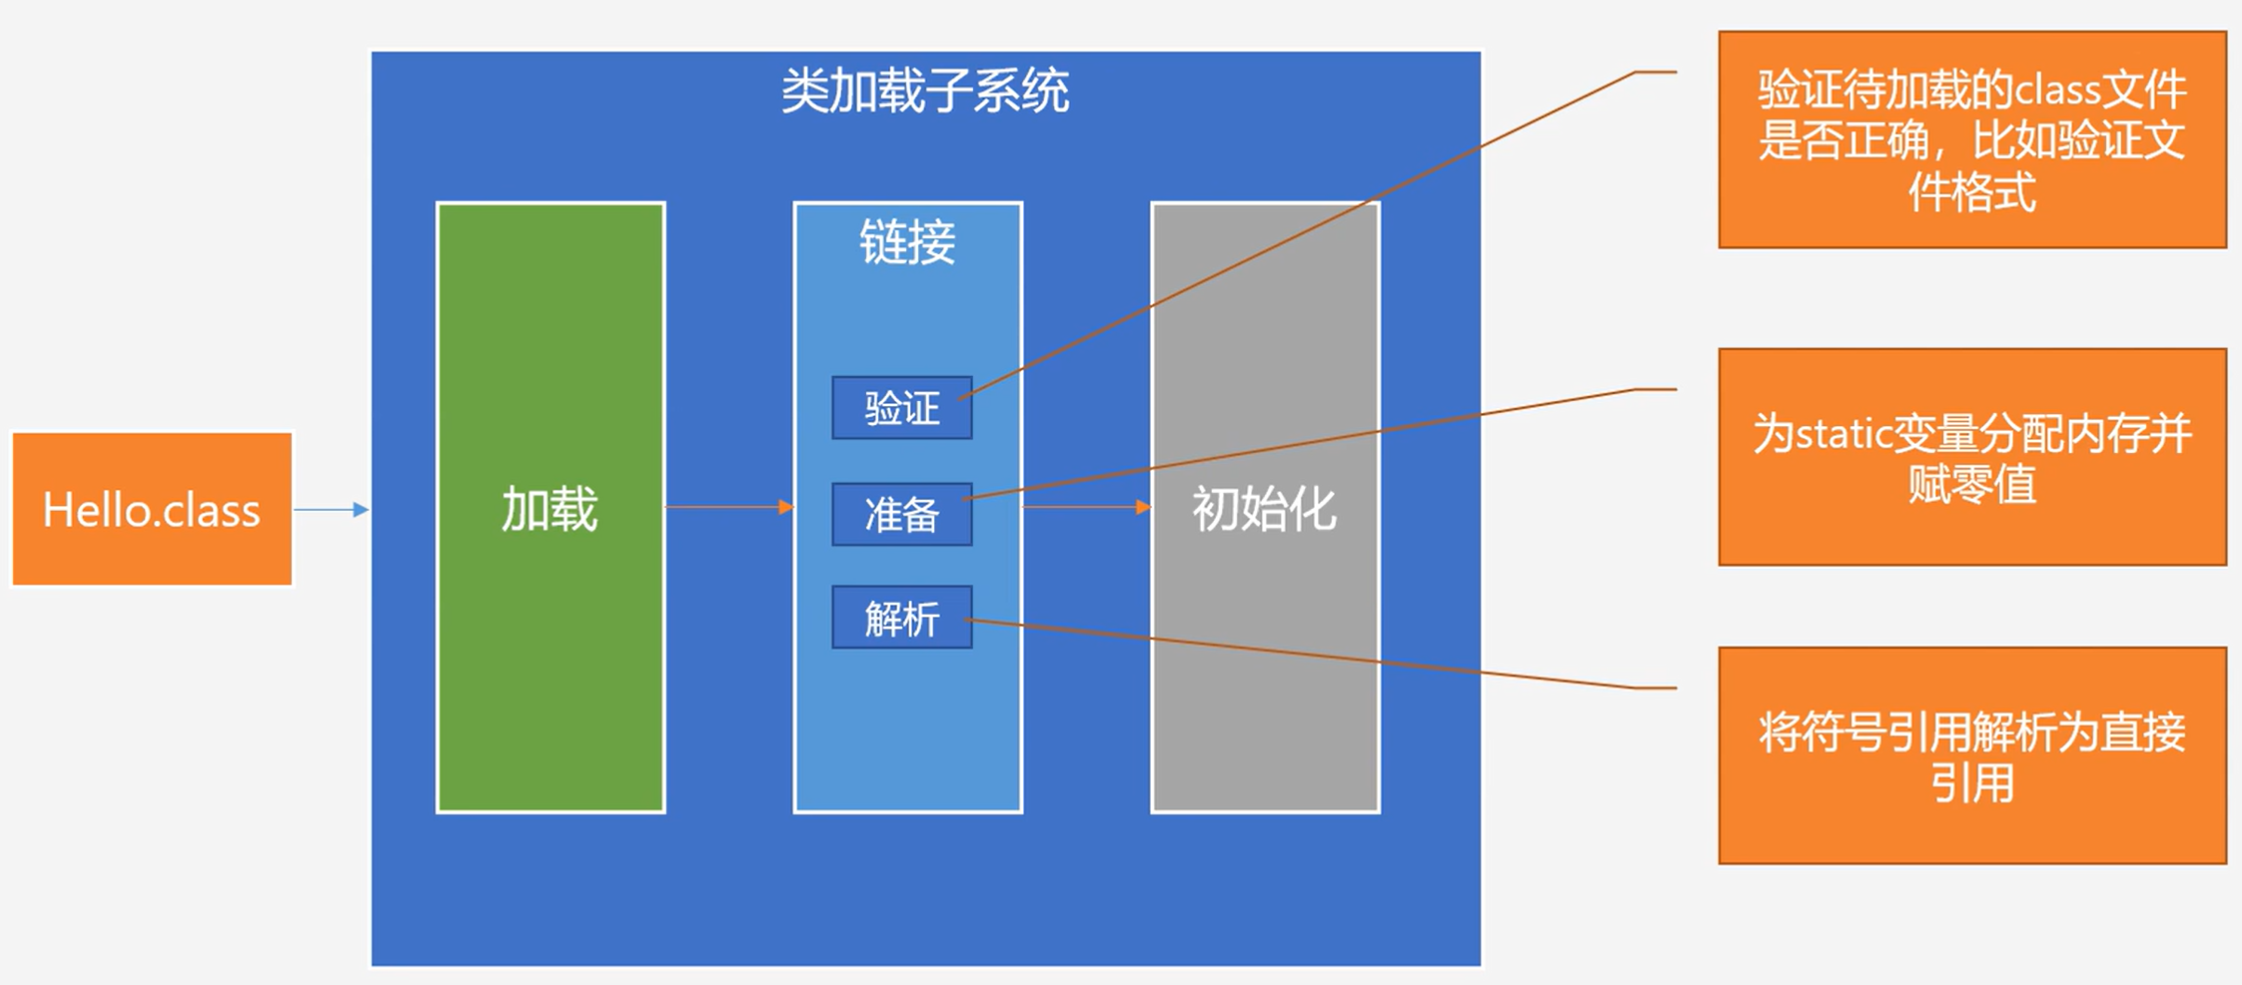 类加载子系统
Hello.class
加载
链接
验证
准备
解析
初始化
验证待加载的class文件
是否正确，比如验证文
件格式
为static变量分配内存并
赋零值
将符号引用解析为直接
引用